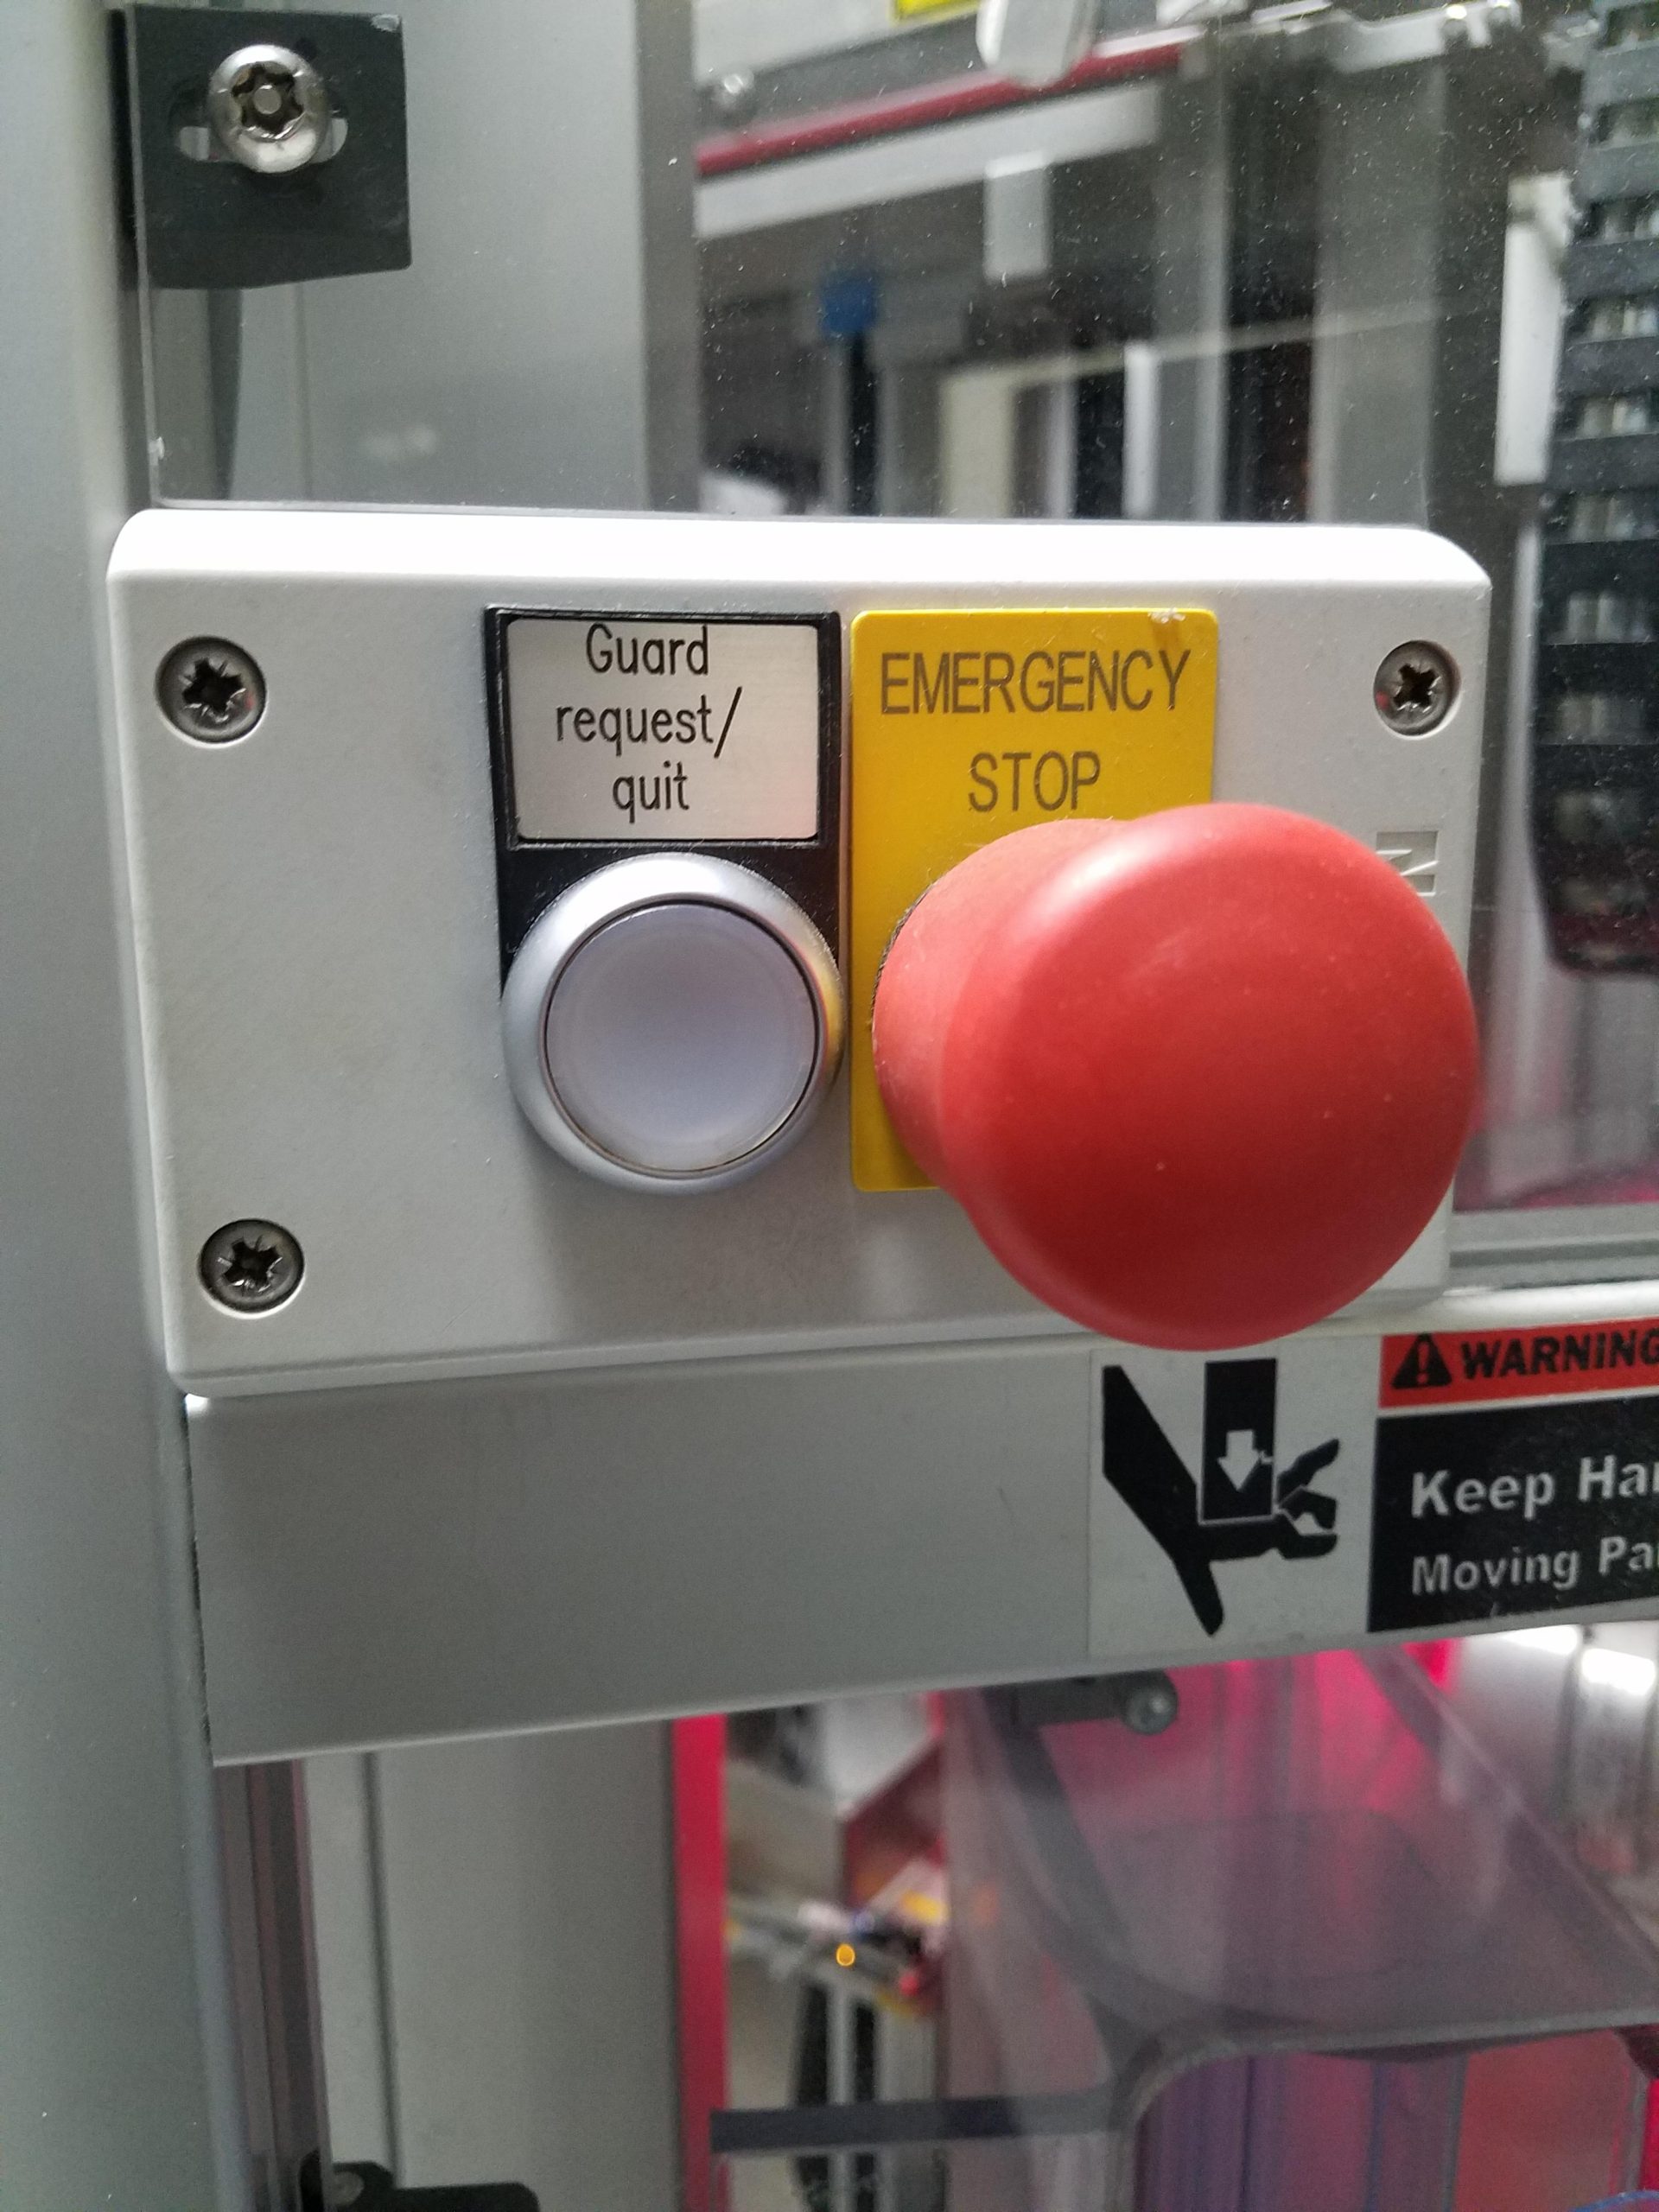 Guard
request/
quit
EMERGENCY
STOP
WARNING
Keep
Moving